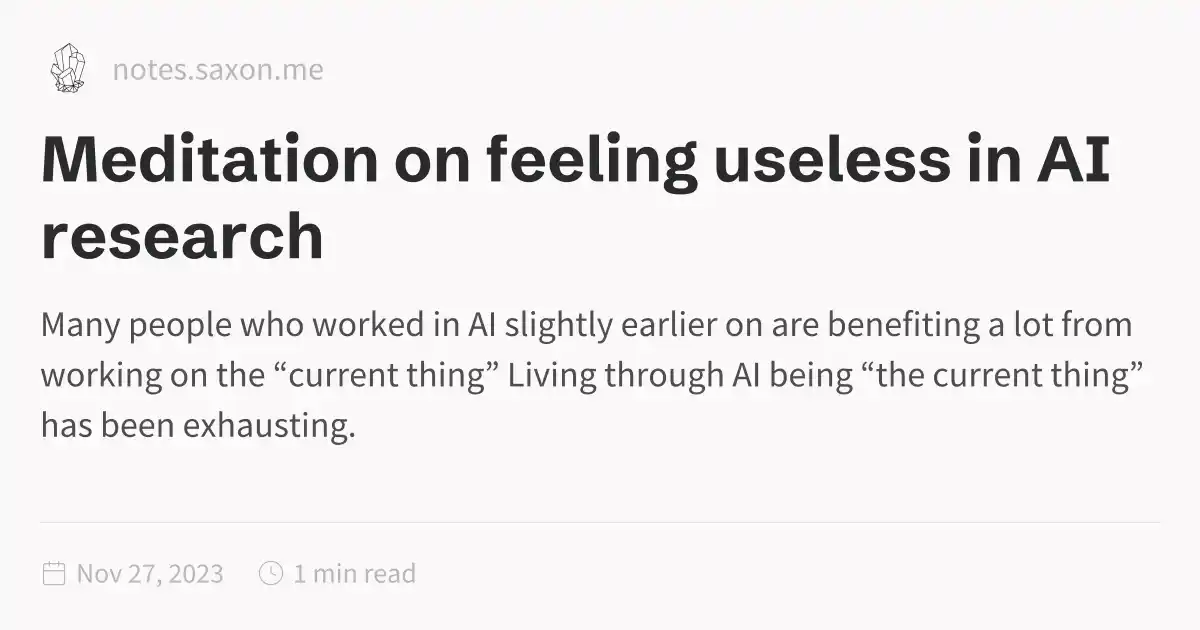 notes.saxon.me
Meditation on feeling useless in AI
research
Many people who worked in AI slightly earlier on are benefiting a lot from
working on the “current thing” Living through AI being “the current thing”
has been exhausting.
Nov 27, 2023 1 min read